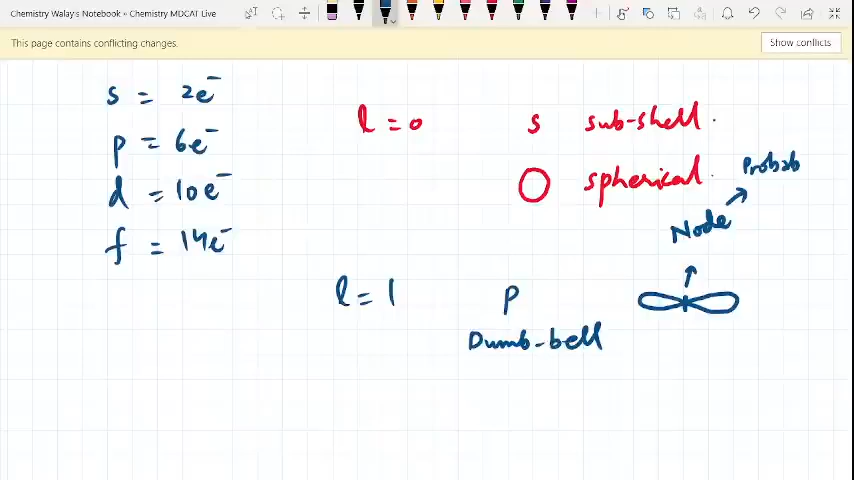 Chemistry Walay's Notebook » Chemistry MDCAT Live
This page contains conflicting changes.
Show conflicts
s = 2e⁻
p = 6e⁻
d = 10e⁻
f = 14e⁻
l = 0 s sub-shell.
spherical.
Node
Probab
l = 1 p
Dumb-bell